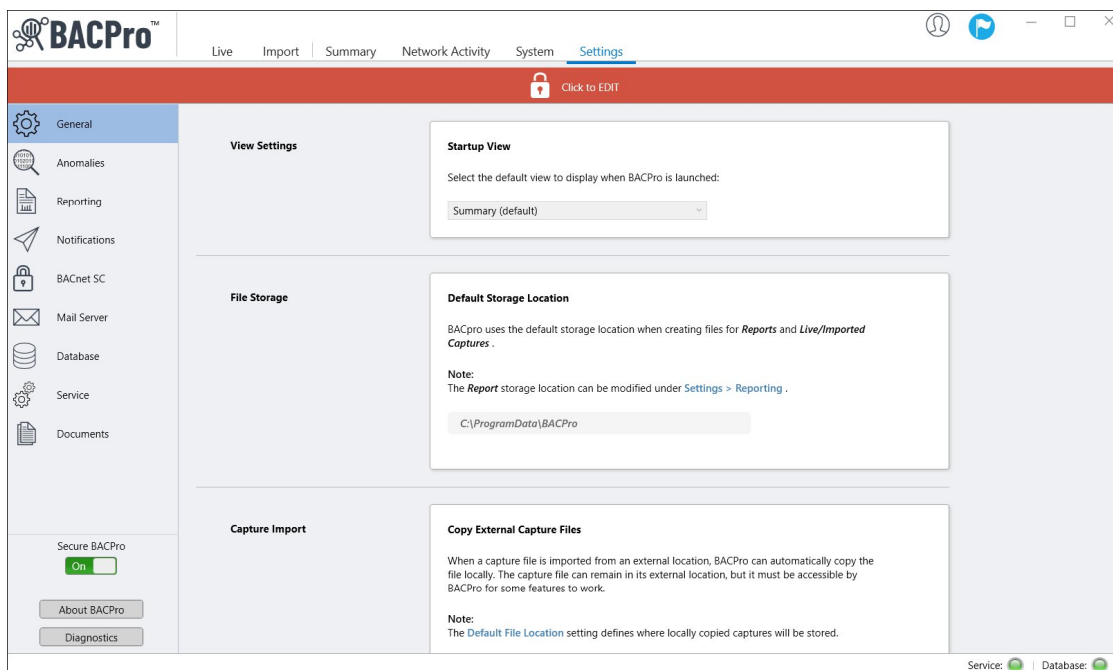 BACPro™
Live Import Summary Network Activity System Settings
Click to EDIT
General
Anomalies
Reporting
Notifications
BACnet SC
Mail Server
Database
Service
Documents
Secure BACPro
On
About BACPro
Diagnostics
View Settings
Startup View
Select the default view to display when BACPro is launched:
Summary (default)
File Storage
Default Storage Location
BACpro uses the default storage location when creating files for Reports and Live/Imported
Captures .
Note:
The Report storage location can be modified under Settings > Reporting .
C:\ProgramData\BACPro
Capture Import
Copy External Capture Files
When a capture file is imported from an external location, BACPro can automatically copy the
file locally. The capture file can remain in its external location, but it must be accessible by
BACPro for some features to work.
Note:
The Default File Location setting defines where locally copied captures will be stored.
Service: Database: